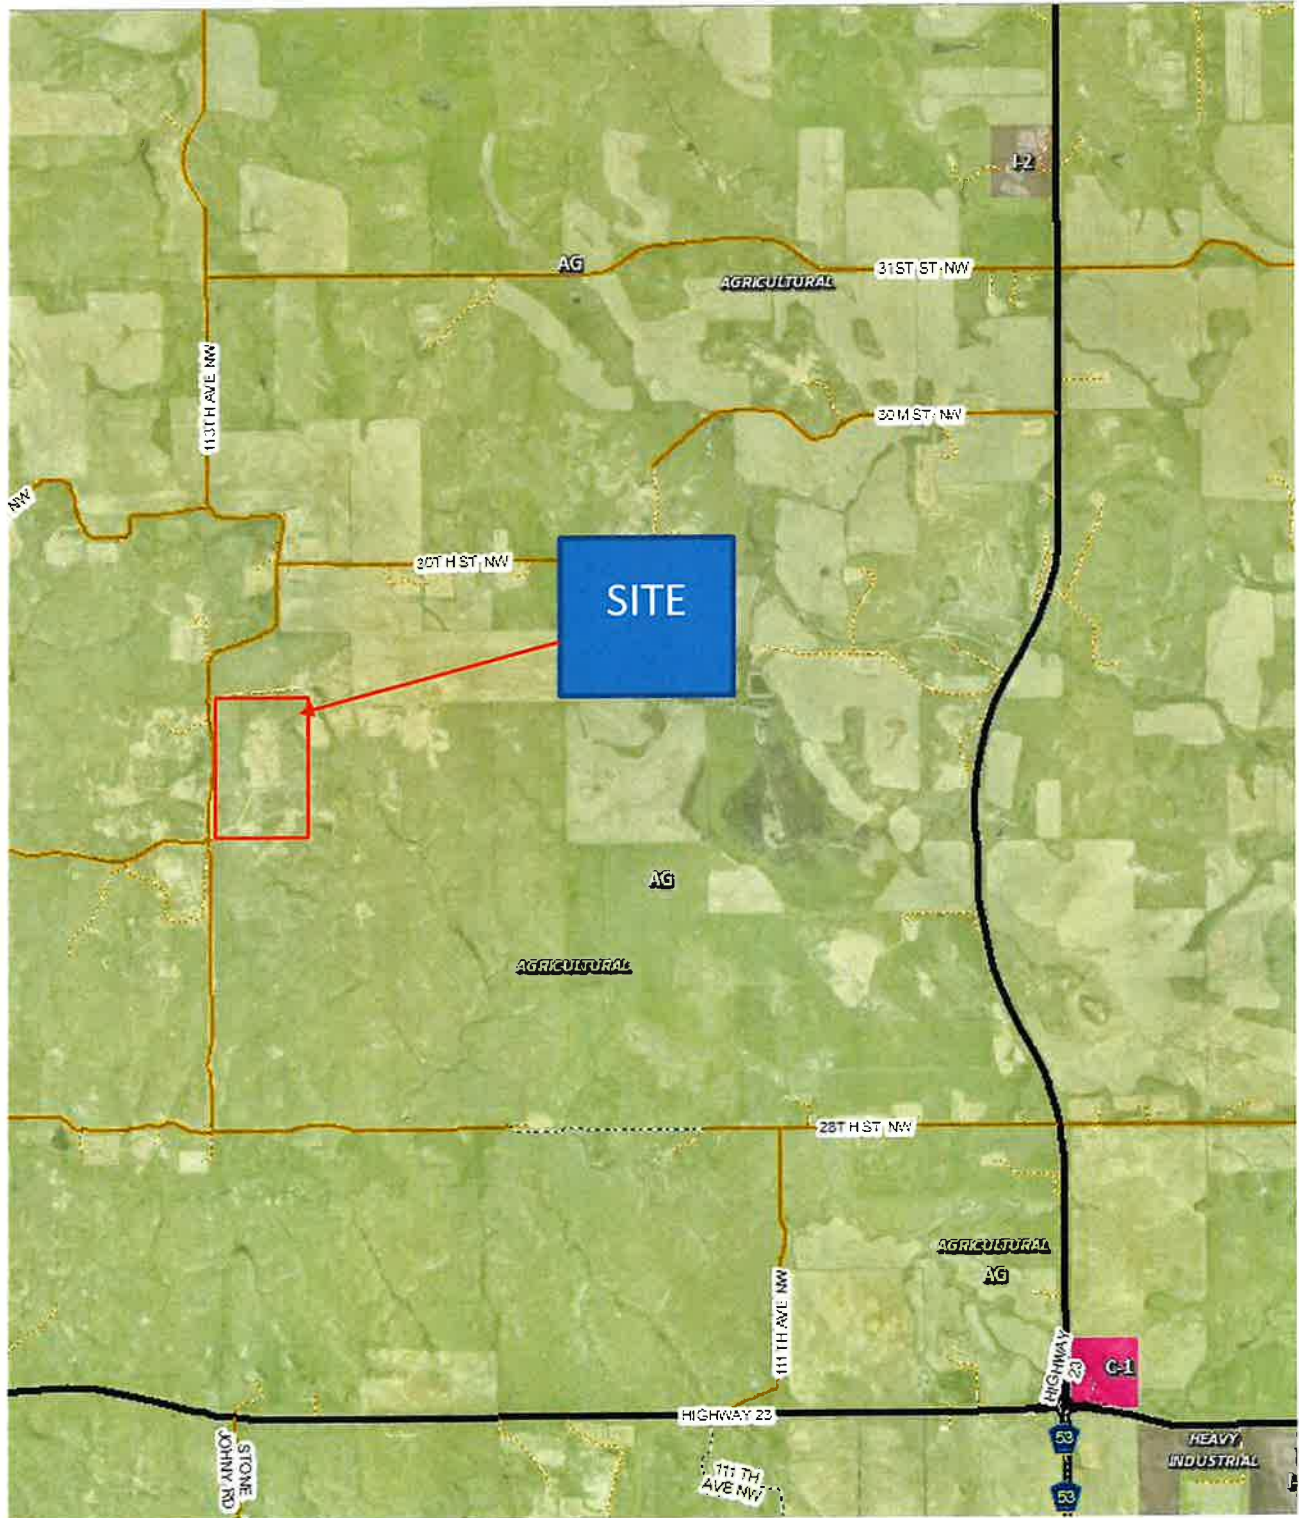 I-2
AG
31ST ST NW
AGRICULTURAL
113TH AVE NW
30 M ST NW
NW
30TH ST NW
SITE
AG
AGRICULTURAL
28TH ST NW
AGRICULTURAL
AG
111TH AVE NW
HIGHWAY
23
C-1
HIGHWAY 23
53
HEAVY
INDUSTRIAL
STONE
JOHNY RD
111 TH
AVE NW
53